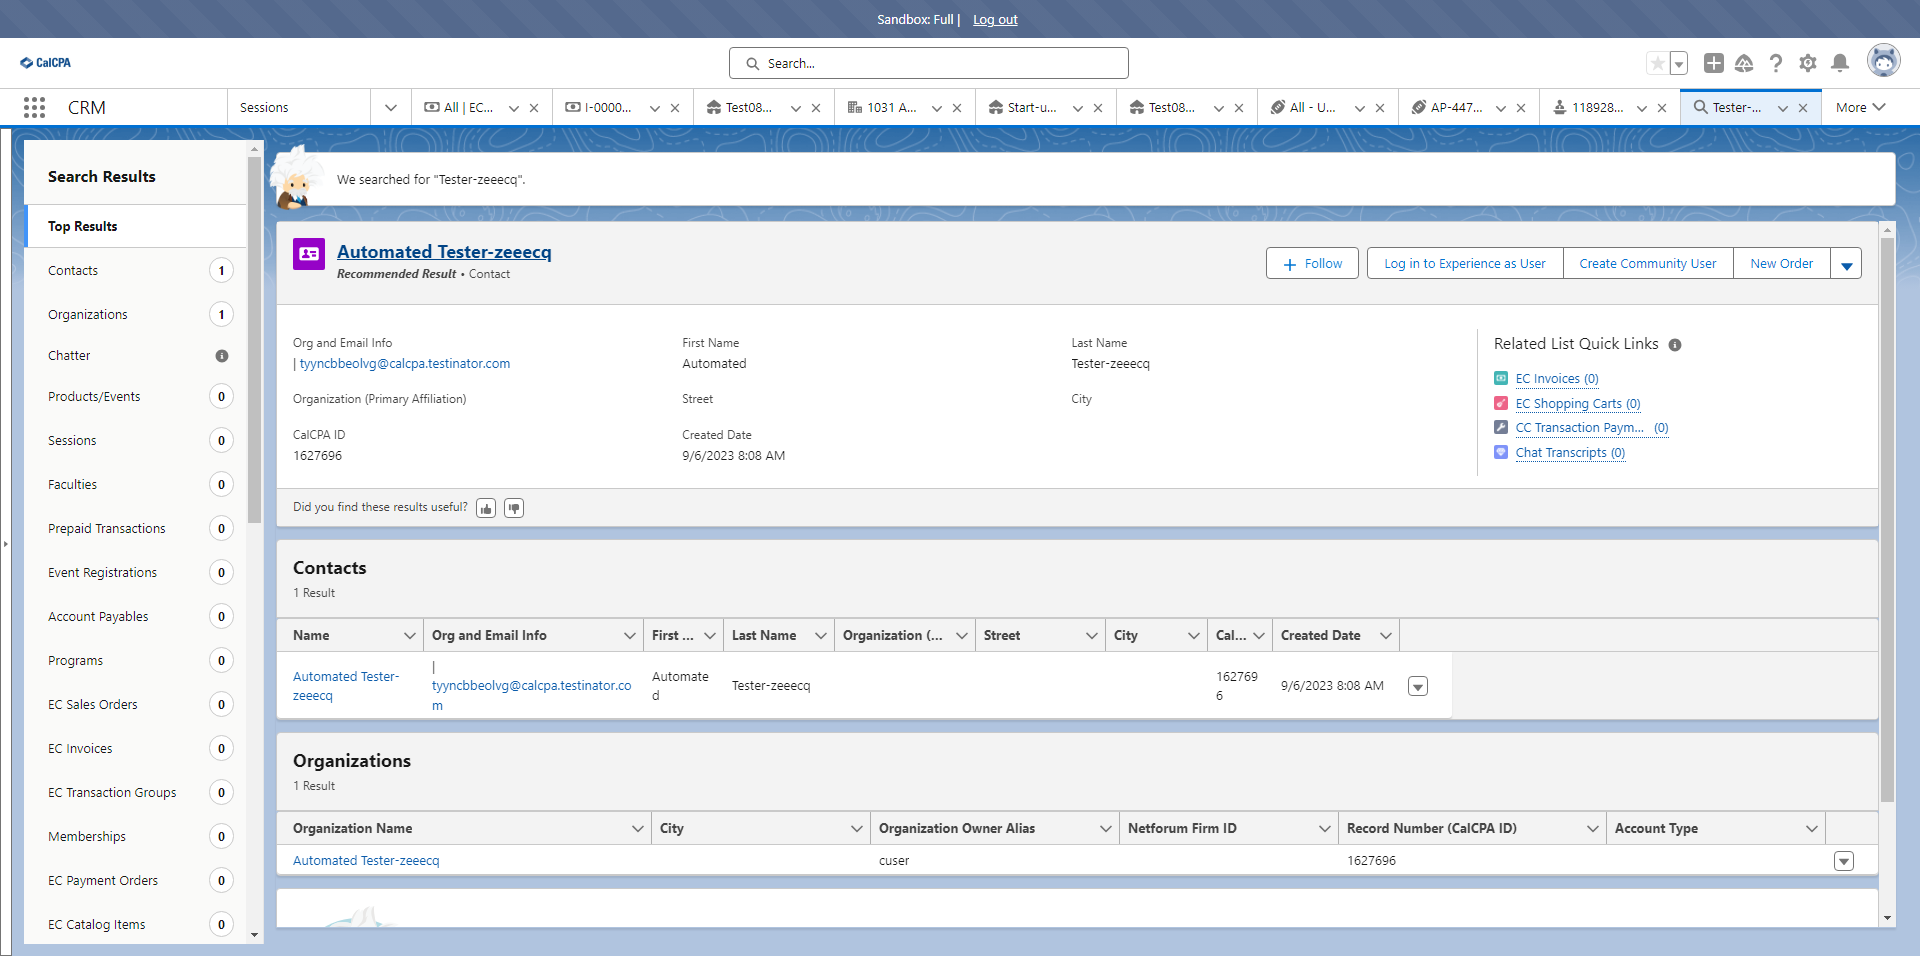 Sandbox: Full | Log out
CalCPA
Search...
CRM
Sessions
All | EC...
I-0000...
Test08...
1031 A...
Start-u...
Test08...
All - U...
AP-447...
118928...
Tester-...
More
Search Results
Top Results
Contacts 1
Organizations 1
Chatter
Products/Events 0
Sessions 0
Faculties 0
Prepaid Transactions 0
Event Registrations 0
Account Payables 0
Programs 0
EC Sales Orders 0
EC Invoices 0
EC Transaction Groups 0
Memberships 0
EC Payment Orders 0
EC Catalog Items 0
We searched for "Tester-zeeecq".
Automated Tester-zeeecq
Recommended Result • Contact
Follow
Log in to Experience as User
Create Community User
New Order
Org and Email Info
| tyyncbbeolvg@calcpa.testinator.com
First Name
Automated
Last Name
Tester-zeeecq
Organization (Primary Affiliation)
Street
City
CalCPA ID
1627696
Created Date
9/6/2023 8:08 AM
Related List Quick Links
EC Invoices (0)
EC Shopping Carts (0)
CC Transaction Paym... (0)
Chat Transcripts (0)
Did you find these results useful?
Contacts
1 Result
Name Org and Email Info First ... Last Name Organization (... Street City Cal... Created Date
Automated Tester-
zeeecq
|
tyyncbbeolvg@calcpa.testinator.co
m
Automate
d
Tester-zeeecq
162769
6
9/6/2023 8:08 AM
Organizations
1 Result
Organization Name City Organization Owner Alias Netforum Firm ID Record Number (CalCPA ID) Account Type
Automated Tester-zeeecq cuser 1627696